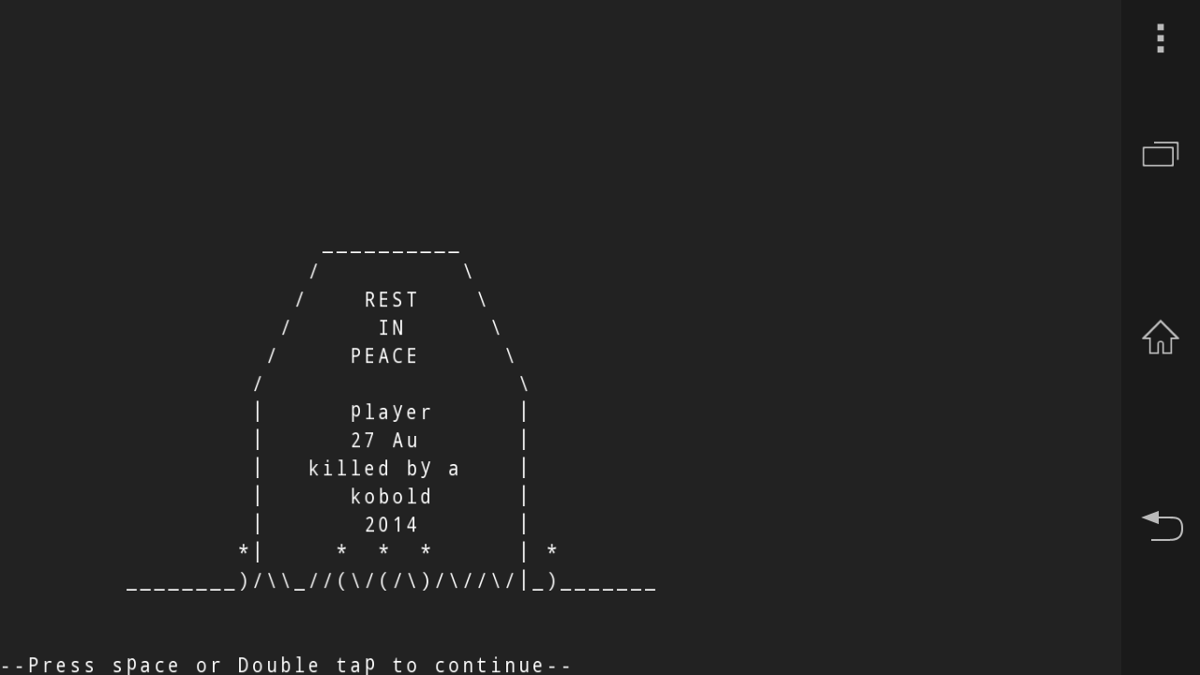 REST
IN
PEACE
player
27 Au
killed by a
kobold
2014
* | * * * | *
________)/\\_//(\/(/\)/\//\/|_)_______
--Press space or Double tap to continue--